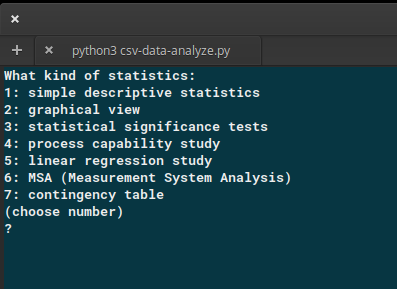 python3 csv-data-analyze.py
What kind of statistics:
1: simple descriptive statistics
2: graphical view
3: statistical significance tests
4: process capability study
5: linear regression study
6: MSA (Measurement System Analysis)
7: contingency table
(choose number)
?